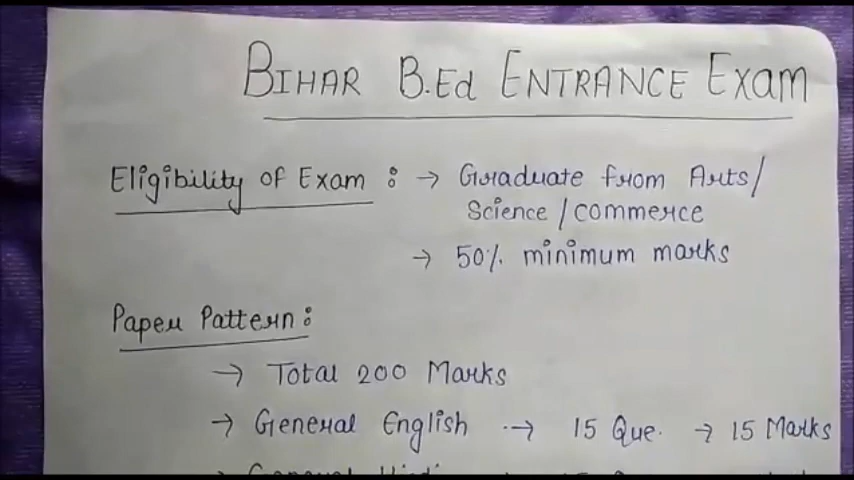 BIHAR B.Ed ENTRANCE Exam
Eligibility of Exam : → Graduate from Arts/
Science / commerce
→ 50% minimum marks
Paper Pattern :
→ Total 200 Marks
→ General English → 15 Que. → 15 Marks